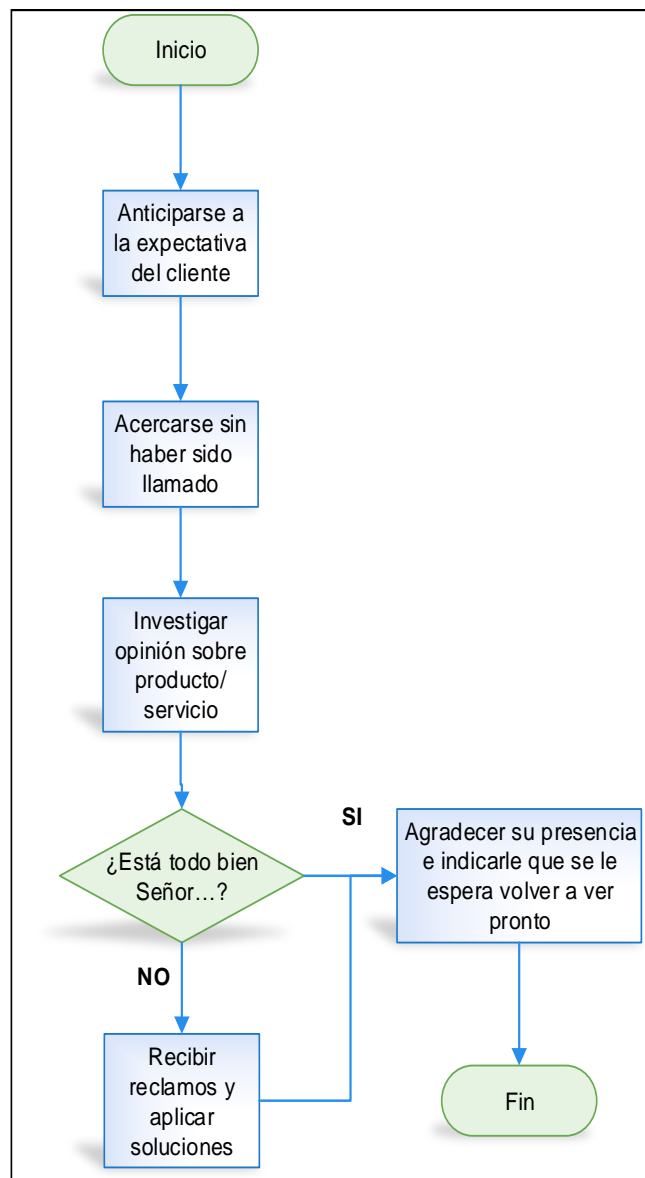 Inicio
Anticiparse a
la expectativa
del cliente
Acercarse sin
haber sido
llamado
Investigar
opinión sobre
producto/
servicio
¿Está todo bien
Señor...?
SI
Agradecer su presencia
e indicarle que se le
espera volver a ver
pronto
NO
Recibir
reclamos y
aplicar
soluciones
Fin